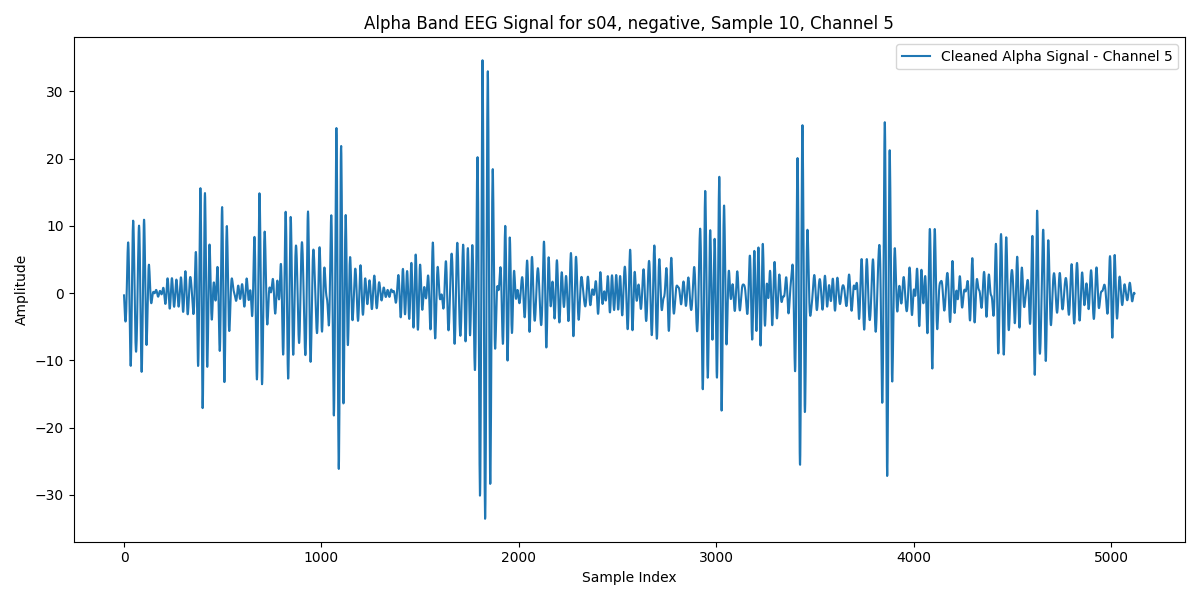 Alpha Band EEG Signal for s04, negative, Sample 10, Channel 5
Cleaned Alpha Signal - Channel 5
Amplitude
30
20
10
0
−10
−20
−30
0 1000 2000 3000 4000 5000
Sample Index